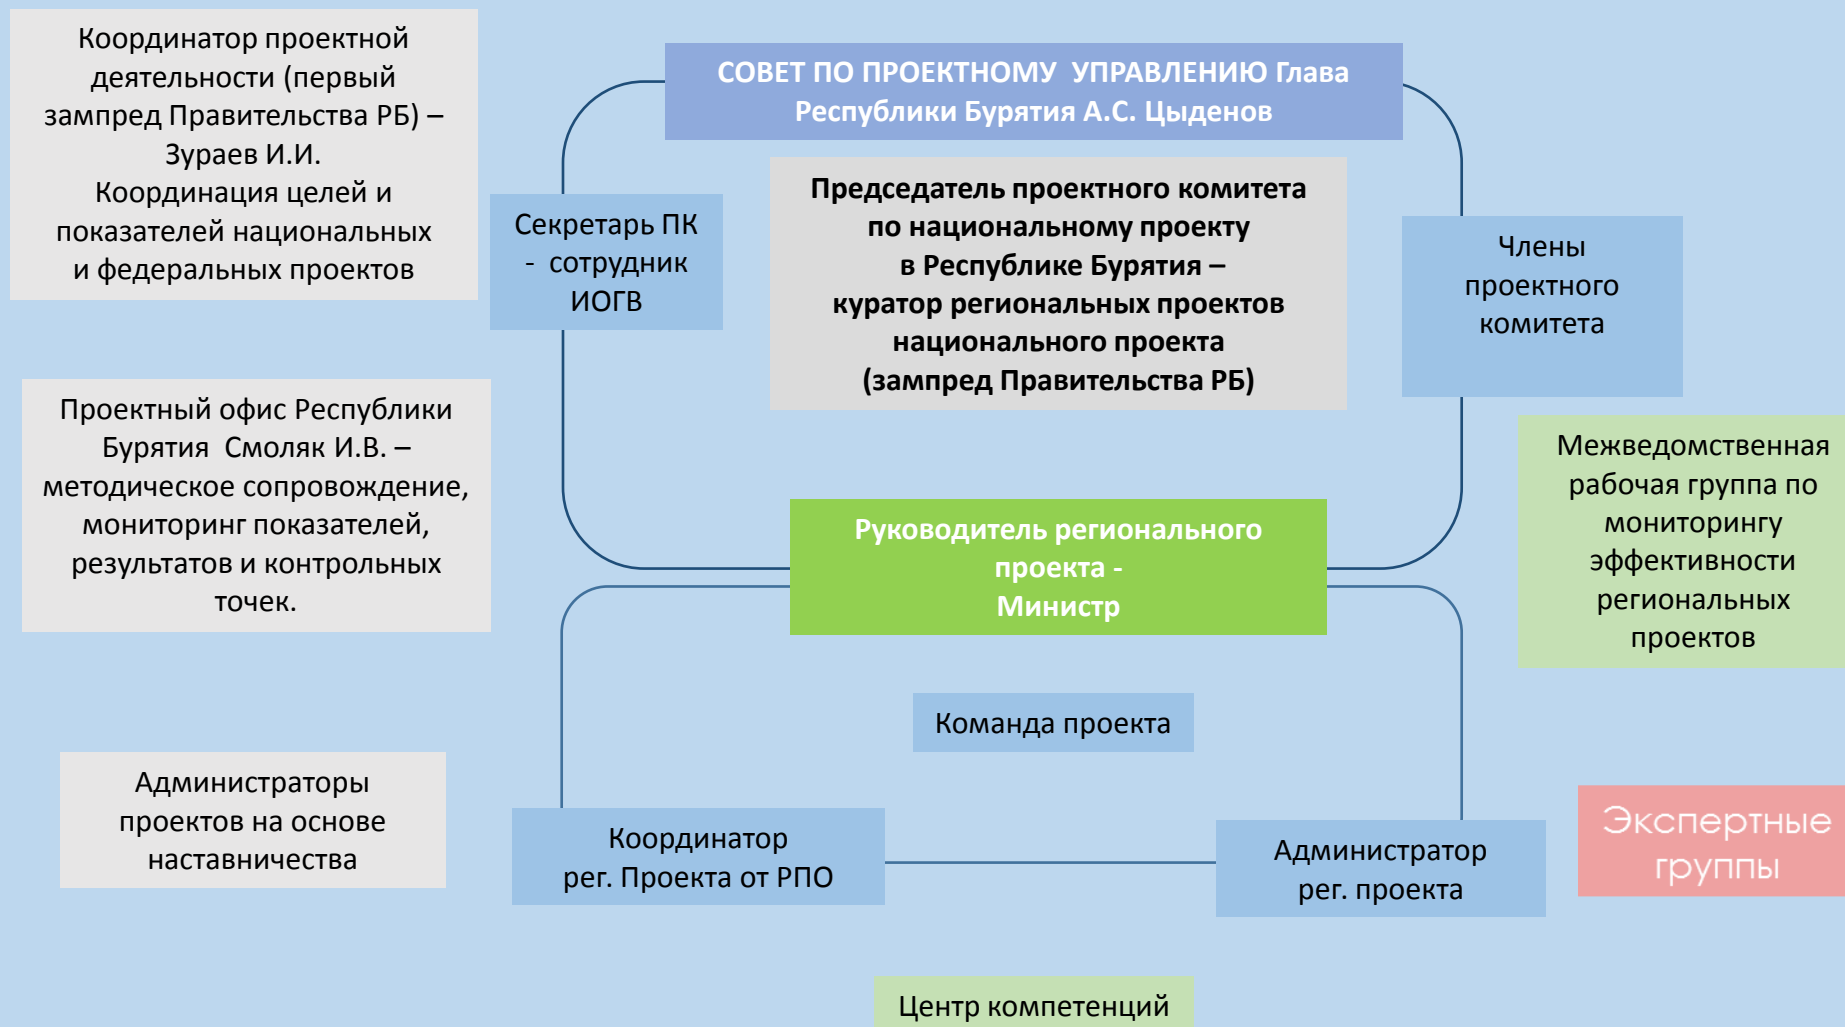 Координатор проектной
деятельности (первый
зампред Правительства РБ) –
Зураев И.И.
Координация целей и
показателей национальных
и федеральных проектов
СОВЕТ ПО ПРОЕКТНОМУ УПРАВЛЕНИЮ Глава
Республики Бурятия А.С. Цыденов
Секретарь ПК
- сотрудник
ИОГВ
Председатель проектного комитета
по национальному проекту
в Республике Бурятия –
куратор региональных проектов
национального проекта
(зампред Правительства РБ)
Члены
проектного
комитета
Проектный офис Республики
Бурятия Смоляк И.В. –
методическое сопровождение,
мониторинг показателей,
результатов и контрольных
точек.
Руководитель регионального
проекта -
Министр
Межведомственная
рабочая группа по
мониторингу
эффективности
региональных
проектов
Команда проекта
Администраторы
проектов на основе
наставничества
Координатор
рег. Проекта от РПО
Администратор
рег. проекта
Экспертные
группы
Центр компетенций